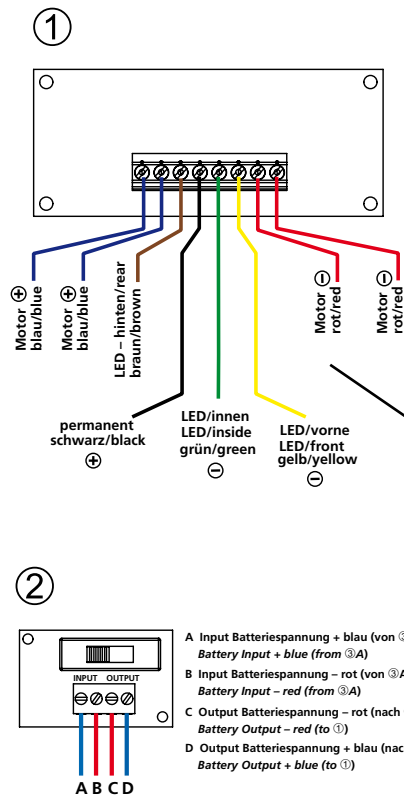 ①
Motor ⊕
blau/blue
Motor ⊕
blau/blue
LED – hinten/rear
braun/brown
Motor ⊖
rot/red
Motor ⊖
rot/red
permanent
schwarz/black
⊕
LED/innen
LED/inside
grün/green
⊖
LED/vorne
LED/front
gelb/yellow
⊖
②
INPUT OUTPUT
A B C D
A Input Batteriespannung + blau (von
Battery Input + blue (from ③A)
B Input Batteriespannung – rot (von ③A
Battery Input – red (from ③A)
C Output Batteriespannung – rot (nach
Battery Output – red (to ①)
D Output Batteriespannung + blau (nac
Battery Output + blue (to ①)